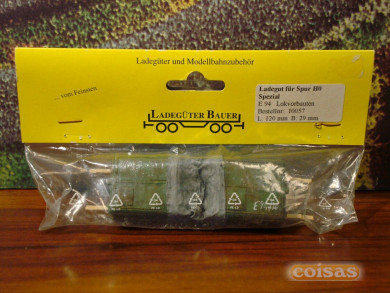 Ladegüter und Modellbahnzubehör
... vom Feinsten
LADEGÜTER BAUER
Ladegut für Spur H0
Spezial
E 94 Lokvorbauten
Bestellnr: 10057
L: 120 mm B: 29 mm
coisas